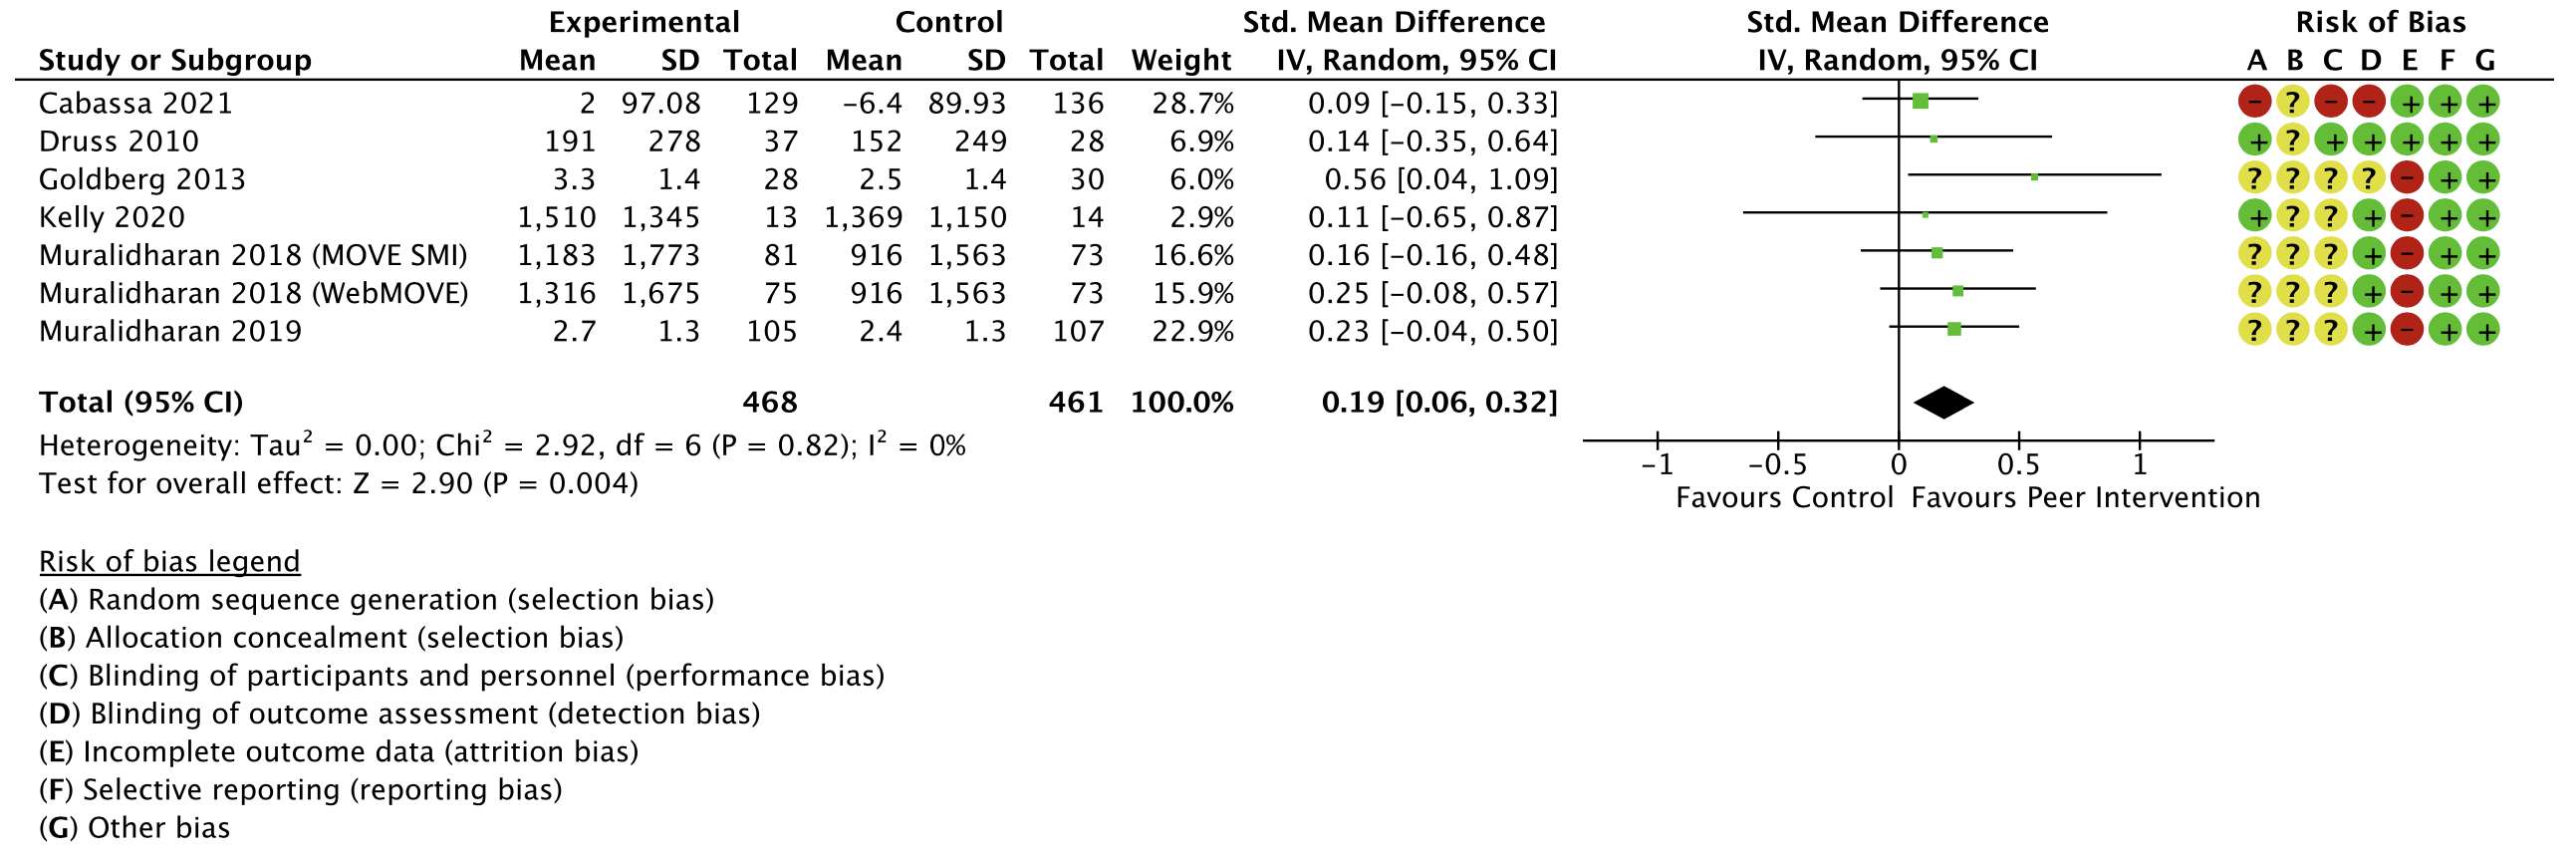 Experimental Control Std. Mean Difference Std. Mean Difference Risk of Bias
Study or Subgroup Mean SD Total Mean SD Total Weight IV, Random, 95% CI IV, Random, 95% CI A B C D E F G
Cabassa 2021 2 97.08 129 −6.4 89.93 136 28.7% 0.09 [−0.15, 0.33] − ? − − + + +
Druss 2010 191 278 37 152 249 28 6.9% 0.14 [−0.35, 0.64] + ? + + + + +
Goldberg 2013 3.3 1.4 28 2.5 1.4 30 6.0% 0.56 [0.04, 1.09] ? ? ? ? − + +
Kelly 2020 1,510 1,345 13 1,369 1,150 14 2.9% 0.11 [−0.65, 0.87] + ? ? + − + +
Muralidharan 2018 (MOVE SMI) 1,183 1,773 81 916 1,563 73 16.6% 0.16 [−0.16, 0.48] ? ? ? + − + +
Muralidharan 2018 (WebMOVE) 1,316 1,675 75 916 1,563 73 15.9% 0.25 [−0.08, 0.57] ? ? ? + − + +
Muralidharan 2019 2.7 1.3 105 2.4 1.3 107 22.9% 0.23 [−0.04, 0.50] ? ? ? + − + +
Total (95% CI) 468 461 100.0% 0.19 [0.06, 0.32]
Heterogeneity: Tau² = 0.00; Chi² = 2.92, df = 6 (P = 0.82); I² = 0%
Test for overall effect: Z = 2.90 (P = 0.004)
−1 −0.5 0 0.5 1
Favours Control Favours Peer Intervention
Risk of bias legend
(A) Random sequence generation (selection bias)
(B) Allocation concealment (selection bias)
(C) Blinding of participants and personnel (performance bias)
(D) Blinding of outcome assessment (detection bias)
(E) Incomplete outcome data (attrition bias)
(F) Selective reporting (reporting bias)
(G) Other bias